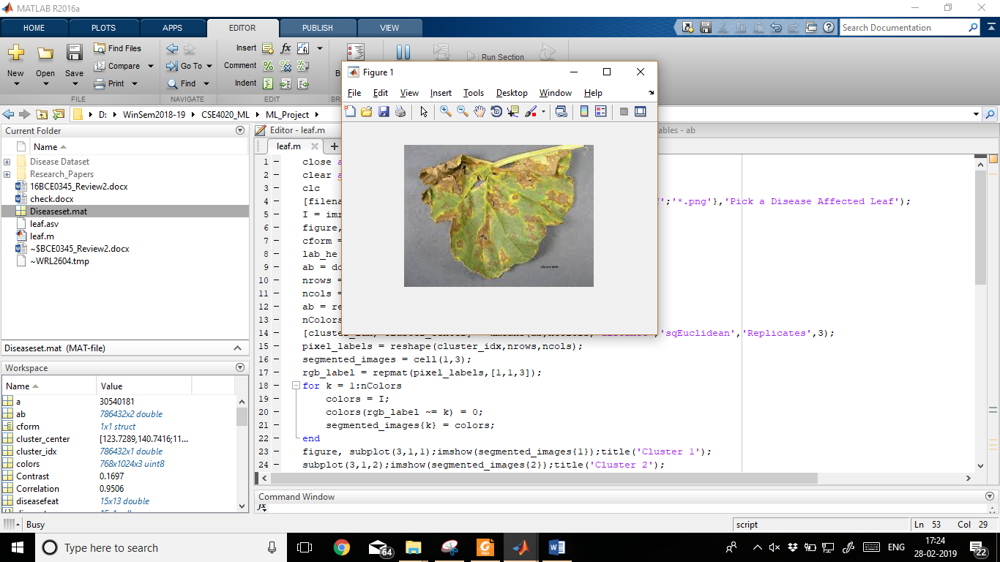 MATLAB R2016a
HOME PLOTS APPS EDITOR PUBLISH VIEW
Search Documentation
New Open Save
Find Files
Compare
Print
FILE
Go To
Find
NAVIGATE
Insert fx
Comment
Indent
EDIT
Run Section
D: WinSem2018-19 CSE4020_ML ML_Project
Current Folder
Name
Disease Dataset
Research_Papers
16BCE0345_Review2.docx
check.docx
Diseaseset.mat
leaf.asv
leaf.m
~$BCE0345_Review2.docx
~WRL2604.tmp
Diseaseset.mat (MAT-file)
Workspace
Name Value
a 30540181
ab 786432x2 double
cform 1x1 struct
cluster_center [123.7289,140.7416;11...
cluster_idx 786432x1 double
colors 768x1024x3 uint8
Contrast 0.1697
Correlation 0.9506
diseasefeat 15x13 double
Editor - leaf.m
ables - ab
leaf.m
1 close a
2 clear a
3 clc
4 [filena ';'*.png'},'Pick a Disease Affected Leaf');
5 I = imr
6 figure,
7 cform =
8 lab_he
9 ab = do
10 nrows =
11 ncols =
12 ab = re
13 nColors
14 'sqEuclidean','Replicates',3);
15 pixel_labels = reshape(cluster_idx,nrows,ncols);
16 segmented_images = cell(1,3);
17 rgb_label = repmat(pixel_labels,[1,1,3]);
18 for k = 1:nColors
19 colors = I;
20 colors(rgb_label ~= k) = 0;
21 segmented_images{k} = colors;
22 end
23 figure, subplot(3,1,1);imshow(segmented_images{1});title('Cluster 1');
24 subplot(3,1,2);imshow(segmented_images{2});title('Cluster 2');
Figure 1
File Edit View Insert Tools Desktop Window Help
Command Window
fx
Busy
script
Ln 53 Col 29
Type here to search
64
PDF
ENG
17:24
28-02-2019
22